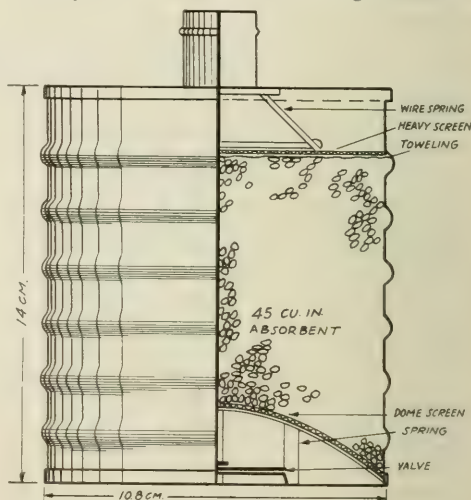 WIRE SPRING
HEAVY SCREEN
TOWELING
14 CM.
45 CU. IN.
ABSORBENT
DOME SCREEN
SPRING
VALVE
10.8 CM.